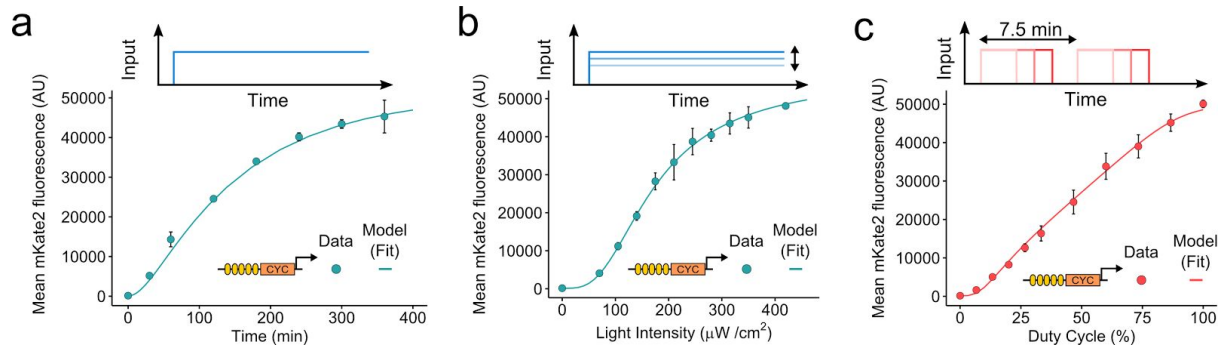 a
Input
Time
Mean mKate2 fluorescence (AU)
50000
40000
30000
20000
10000
0
0 100 200 300 400
Time (min)
CYC
Data
Model
(Fit)
b
Input
Time
Mean mKate2 fluorescence (AU)
50000
40000
30000
20000
10000
0
0 100 200 300 400
Light Intensity (μW /cm²)
CYC
Data
Model
(Fit)
c
7.5 min
Input
Time
Mean mKate2 fluorescence (AU)
50000
40000
30000
20000
10000
0
0 25 50 75 100
Duty Cycle (%)
CYC
Data
Model
(Fit)